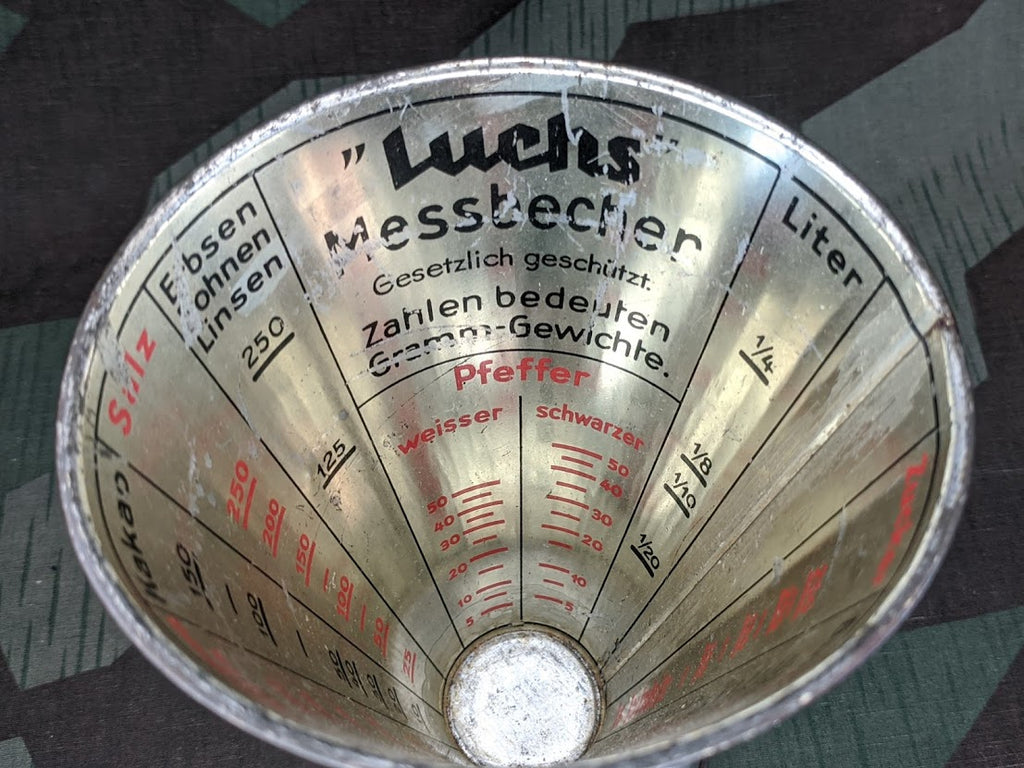 „Luchs“
Messbecher
Gesetzlich geschützt.
Zahlen bedeuten
Gramm-Gewichte.
Pfeffer
weisser
50
40
30
20
10
5
schwarzer
50
40
30
20
10
5
Liter
1/4
1/8
1/10
1/20
Erbsen
Bohnen
Linsen
250
125
Salz
250
200
150
100
50
25
Kakao
150
100